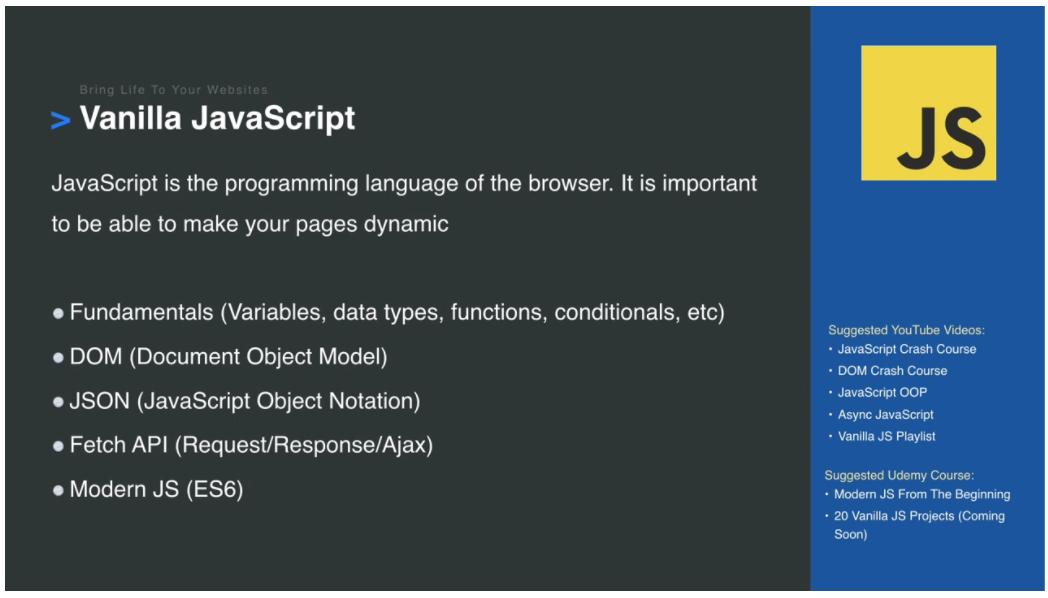 Bring Life To Your Websites
> Vanilla JavaScript
JavaScript is the programming language of the browser. It is important
to be able to make your pages dynamic
• Fundamentals (Variables, data types, functions, conditionals, etc)
• DOM (Document Object Model)
• JSON (JavaScript Object Notation)
• Fetch API (Request/Response/Ajax)
• Modern JS (ES6)
JS
Suggested YouTube Videos:
• JavaScript Crash Course
• DOM Crash Course
• JavaScript OOP
• Async JavaScript
• Vanilla JS Playlist
Suggested Udemy Course:
• Modern JS From The Beginning
• 20 Vanilla JS Projects (Coming
Soon)